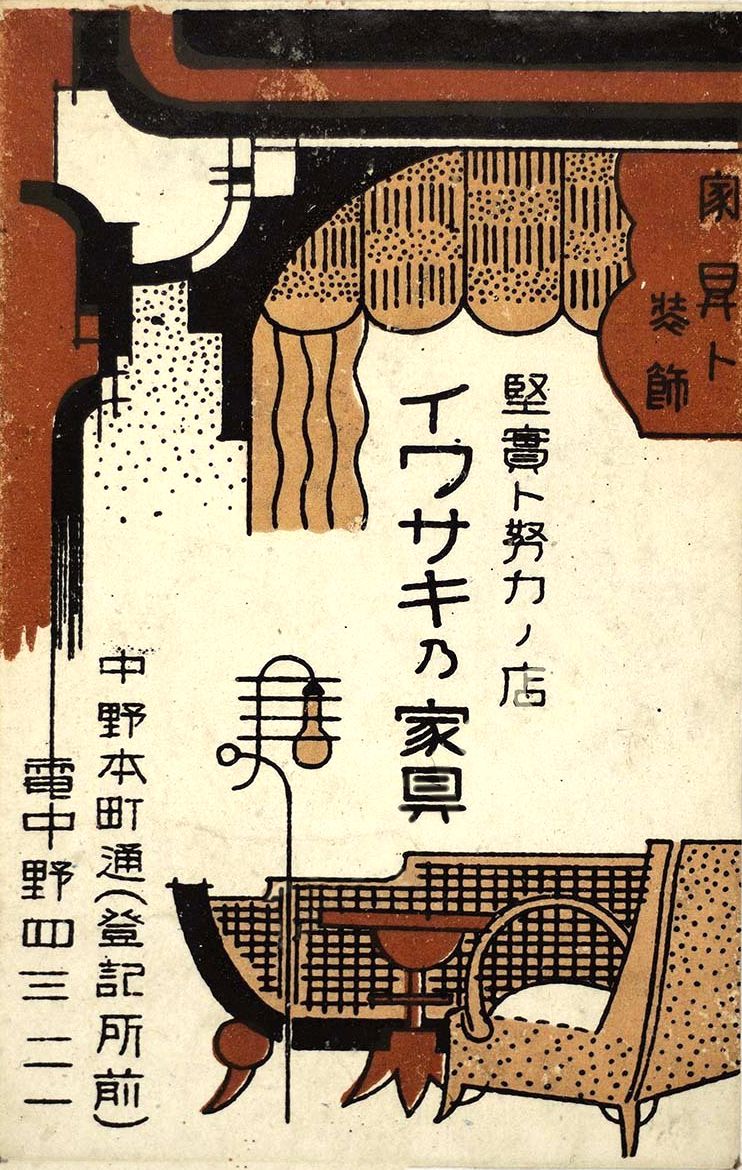 家具ト
装飾
堅實ト努力ノ店
イワサキ乃家具
中野本町通(登記所前)
電中野四三二一